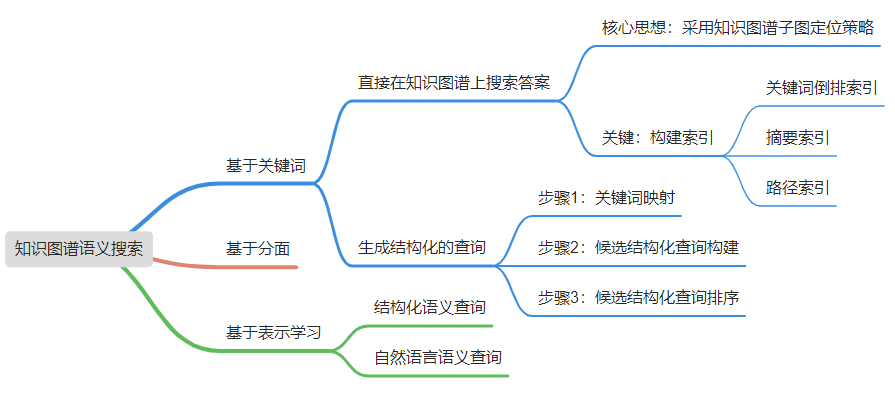 知识图谱语义搜索
基于关键词
直接在知识图谱上搜索答案
核心思想：采用知识图谱子图定位策略
关键：构建索引
关键词倒排索引
摘要索引
路径索引
生成结构化的查询
步骤1：关键词映射
步骤2：候选结构化查询构建
步骤3：候选结构化查询排序
基于分面
基于表示学习
结构化语义查询
自然语言语义查询